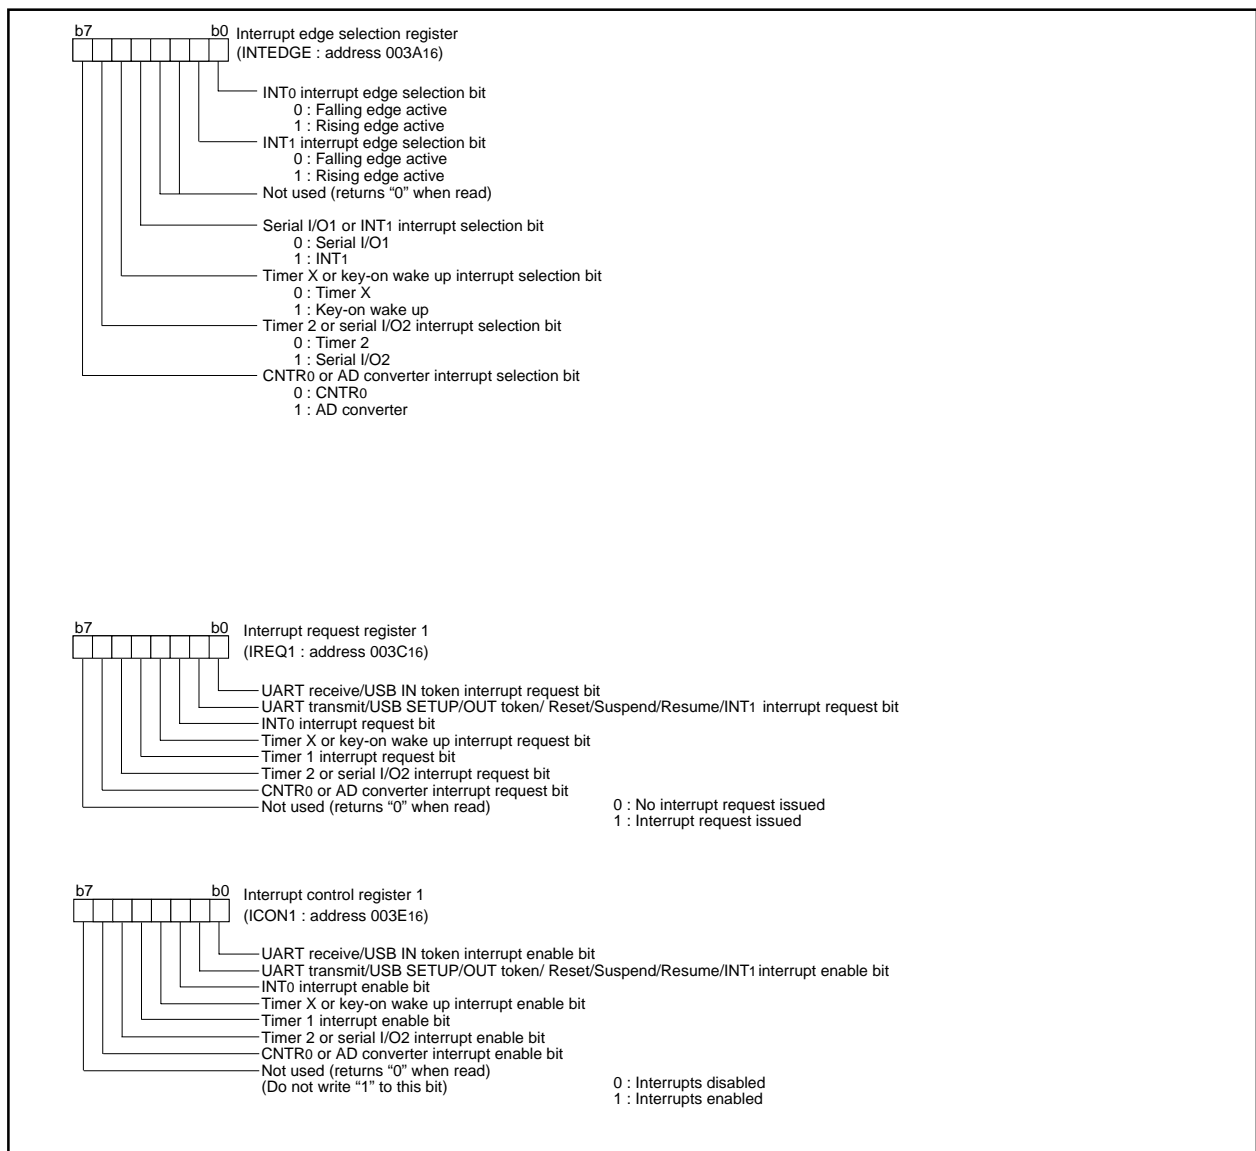 b7 b0 Interrupt edge selection register
(INTEDGE : address 003A16)
INT0 interrupt edge selection bit
0 : Falling edge active
1 : Rising edge active
INT1 interrupt edge selection bit
0 : Falling edge active
1 : Rising edge active
Not used (returns “0” when read)
Serial I/O1 or INT1 interrupt selection bit
0 : Serial I/O1
1 : INT1
Timer X or key-on wake up interrupt selection bit
0 : Timer X
1 : Key-on wake up
Timer 2 or serial I/O2 interrupt selection bit
0 : Timer 2
1 : Serial I/O2
CNTR0 or AD converter interrupt selection bit
0 : CNTR0
1 : AD converter
b7 b0 Interrupt request register 1
(IREQ1 : address 003C16)
UART receive/USB IN token interrupt request bit
UART transmit/USB SETUP/OUT token/ Reset/Suspend/Resume/INT1 interrupt request bit
INT0 interrupt request bit
Timer X or key-on wake up interrupt request bit
Timer 1 interrupt request bit
Timer 2 or serial I/O2 interrupt request bit
CNTR0 or AD converter interrupt request bit
Not used (returns “0” when read) 0 : No interrupt request issued
1 : Interrupt request issued
b7 b0 Interrupt control register 1
(ICON1 : address 003E16)
UART receive/USB IN token interrupt enable bit
UART transmit/USB SETUP/OUT token/ Reset/Suspend/Resume/INT1 interrupt enable bit
INT0 interrupt enable bit
Timer X or key-on wake up interrupt enable bit
Timer 1 interrupt enable bit
Timer 2 or serial I/O2 interrupt enable bit
CNTR0 or AD converter interrupt enable bit
Not used (returns “0” when read)
(Do not write “1” to this bit) 0 : Interrupts disabled
1 : Interrupts enabled